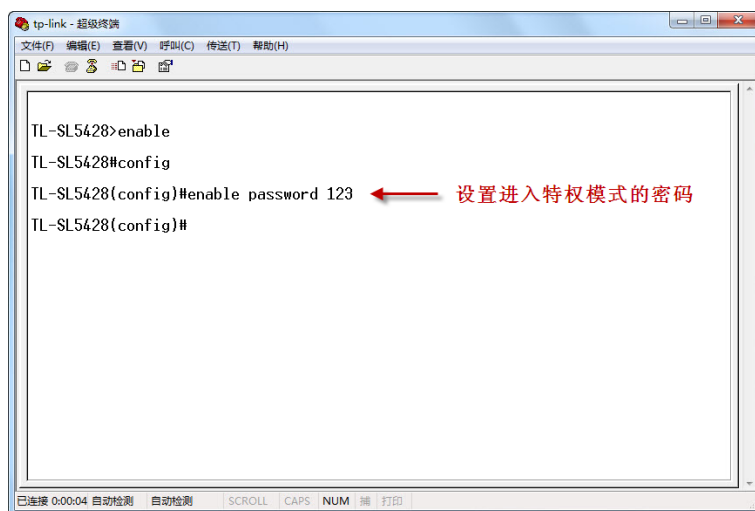 tp-link - 超级终端
文件(F) 编辑(E) 查看(V) 呼叫(C) 传送(T) 帮助(H)
TL-SL5428>enable
TL-SL5428#config
TL-SL5428(config)#enable password 123 设置进入特权模式的密码
TL-SL5428(config)#
已连接 0:00:04 自动检测 自动检测 SCROLL CAPS NUM 捕 打印